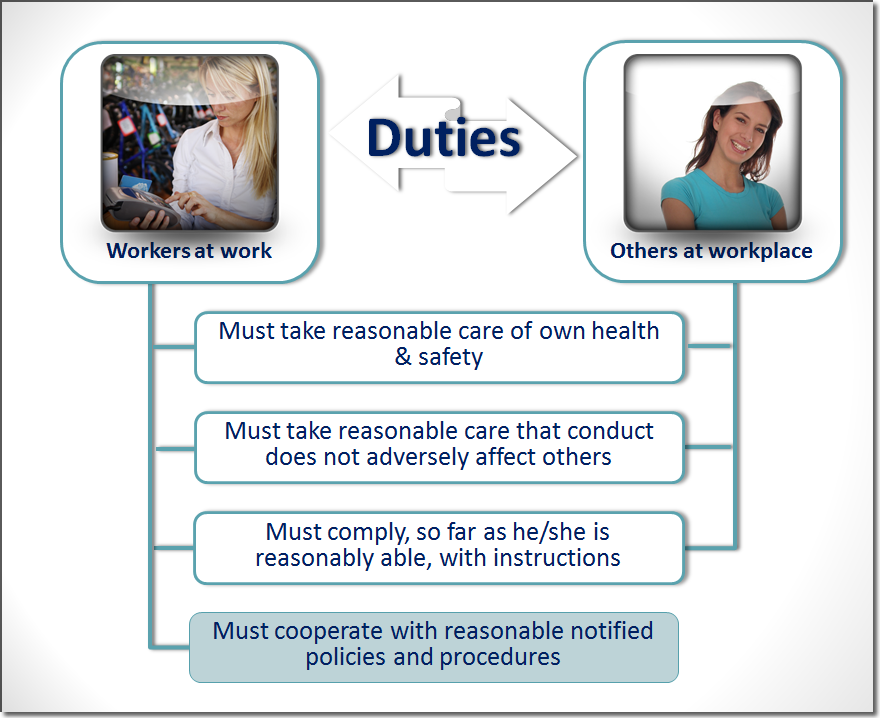 Duties
Workers at work
Others at workplace
Must take reasonable care of own health
& safety
Must take reasonable care that conduct
does not adversely affect others
Must comply, so far as he/she is
reasonably able, with instructions
Must cooperate with reasonable notified
policies and procedures